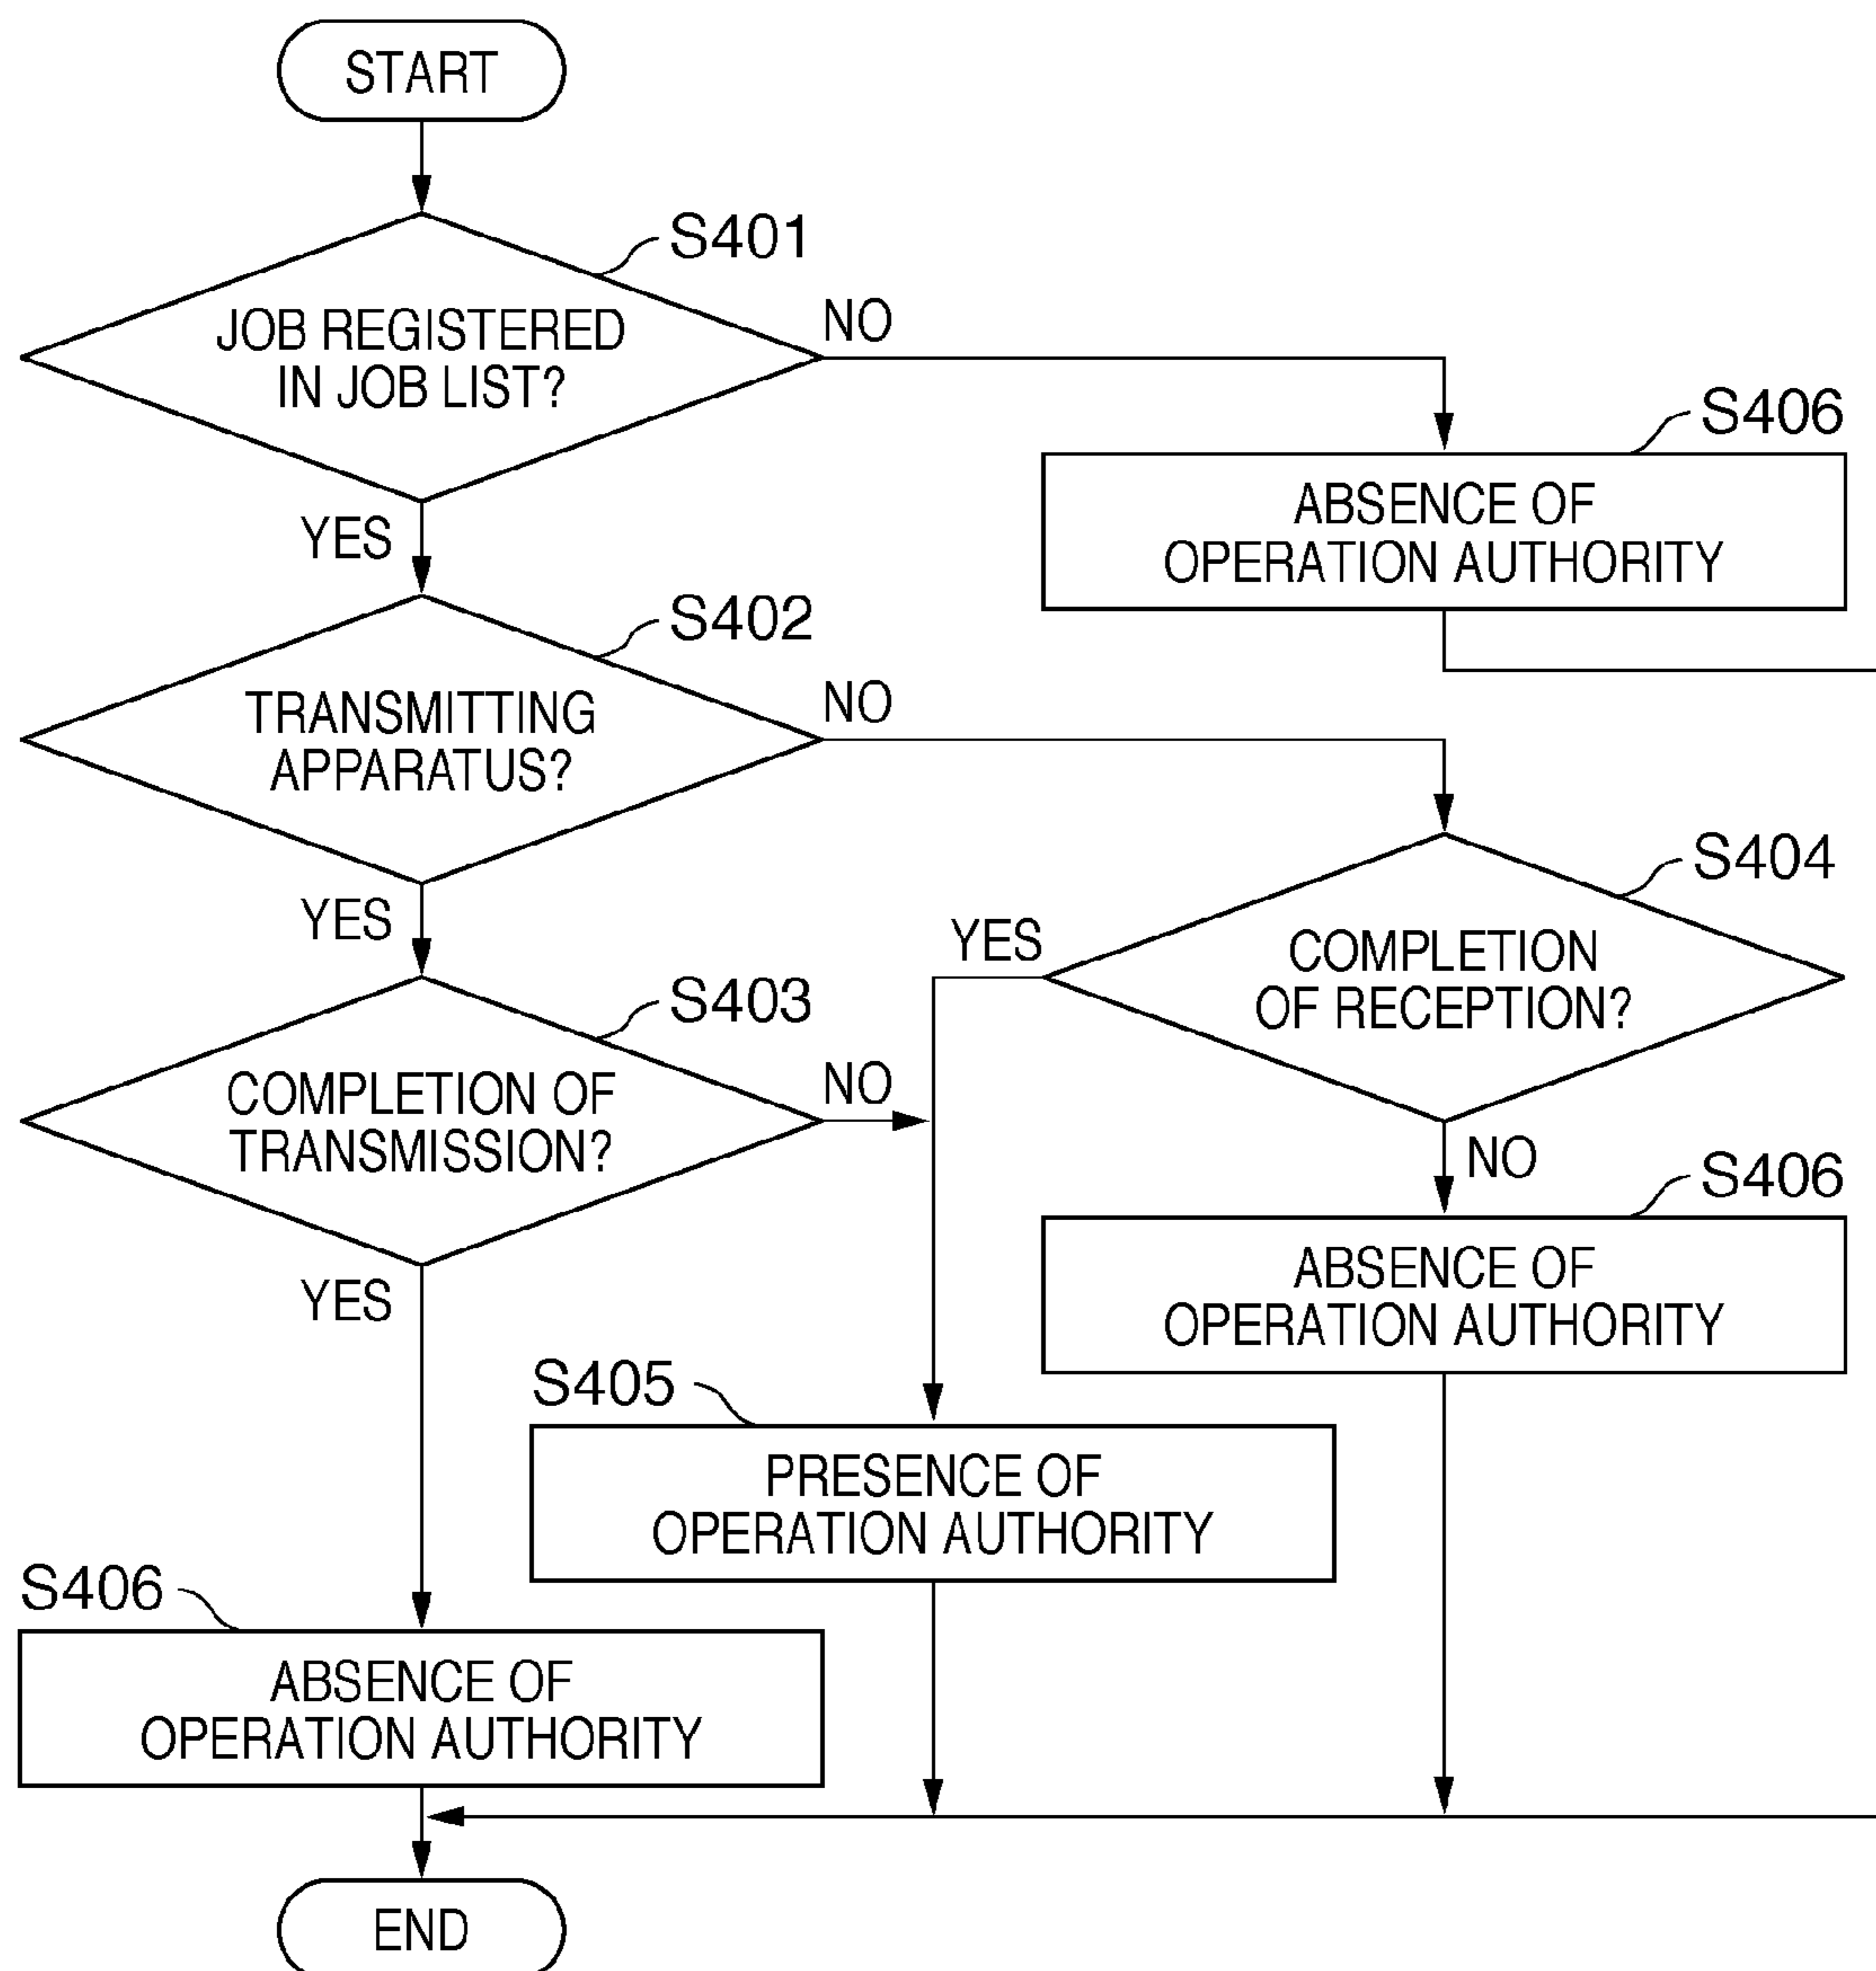 START
S401
JOB REGISTERED
IN JOB LIST?
NO
YES
S406
ABSENCE OF
OPERATION AUTHORITY
S402
TRANSMITTING
APPARATUS?
NO
YES
S404
COMPLETION
OF RECEPTION?
YES
NO
S403
COMPLETION OF
TRANSMISSION?
NO
YES
S406
ABSENCE OF
OPERATION AUTHORITY
S405
PRESENCE OF
OPERATION AUTHORITY
S406
ABSENCE OF
OPERATION AUTHORITY
END